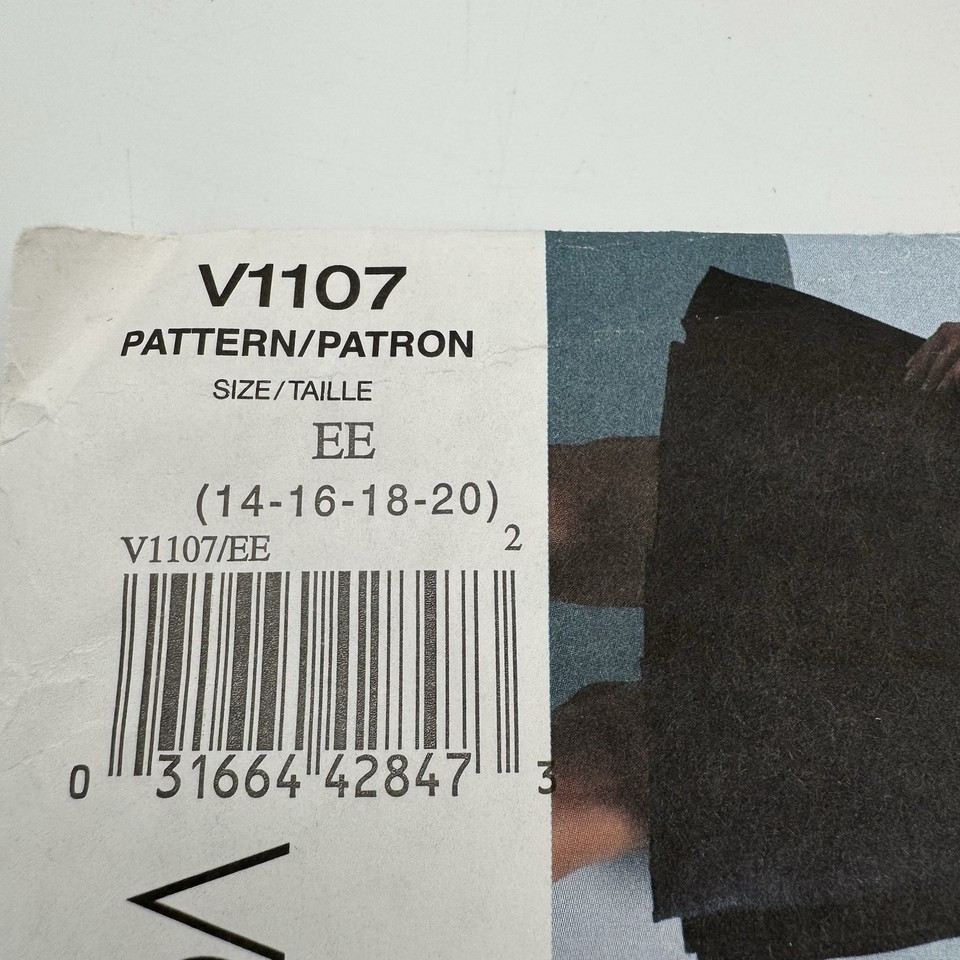 V1107
PATTERN/PATRON
SIZE/TAILLE
EE
(14-16-18-20)
V1107/EE 2
0 31664 42847 3
V